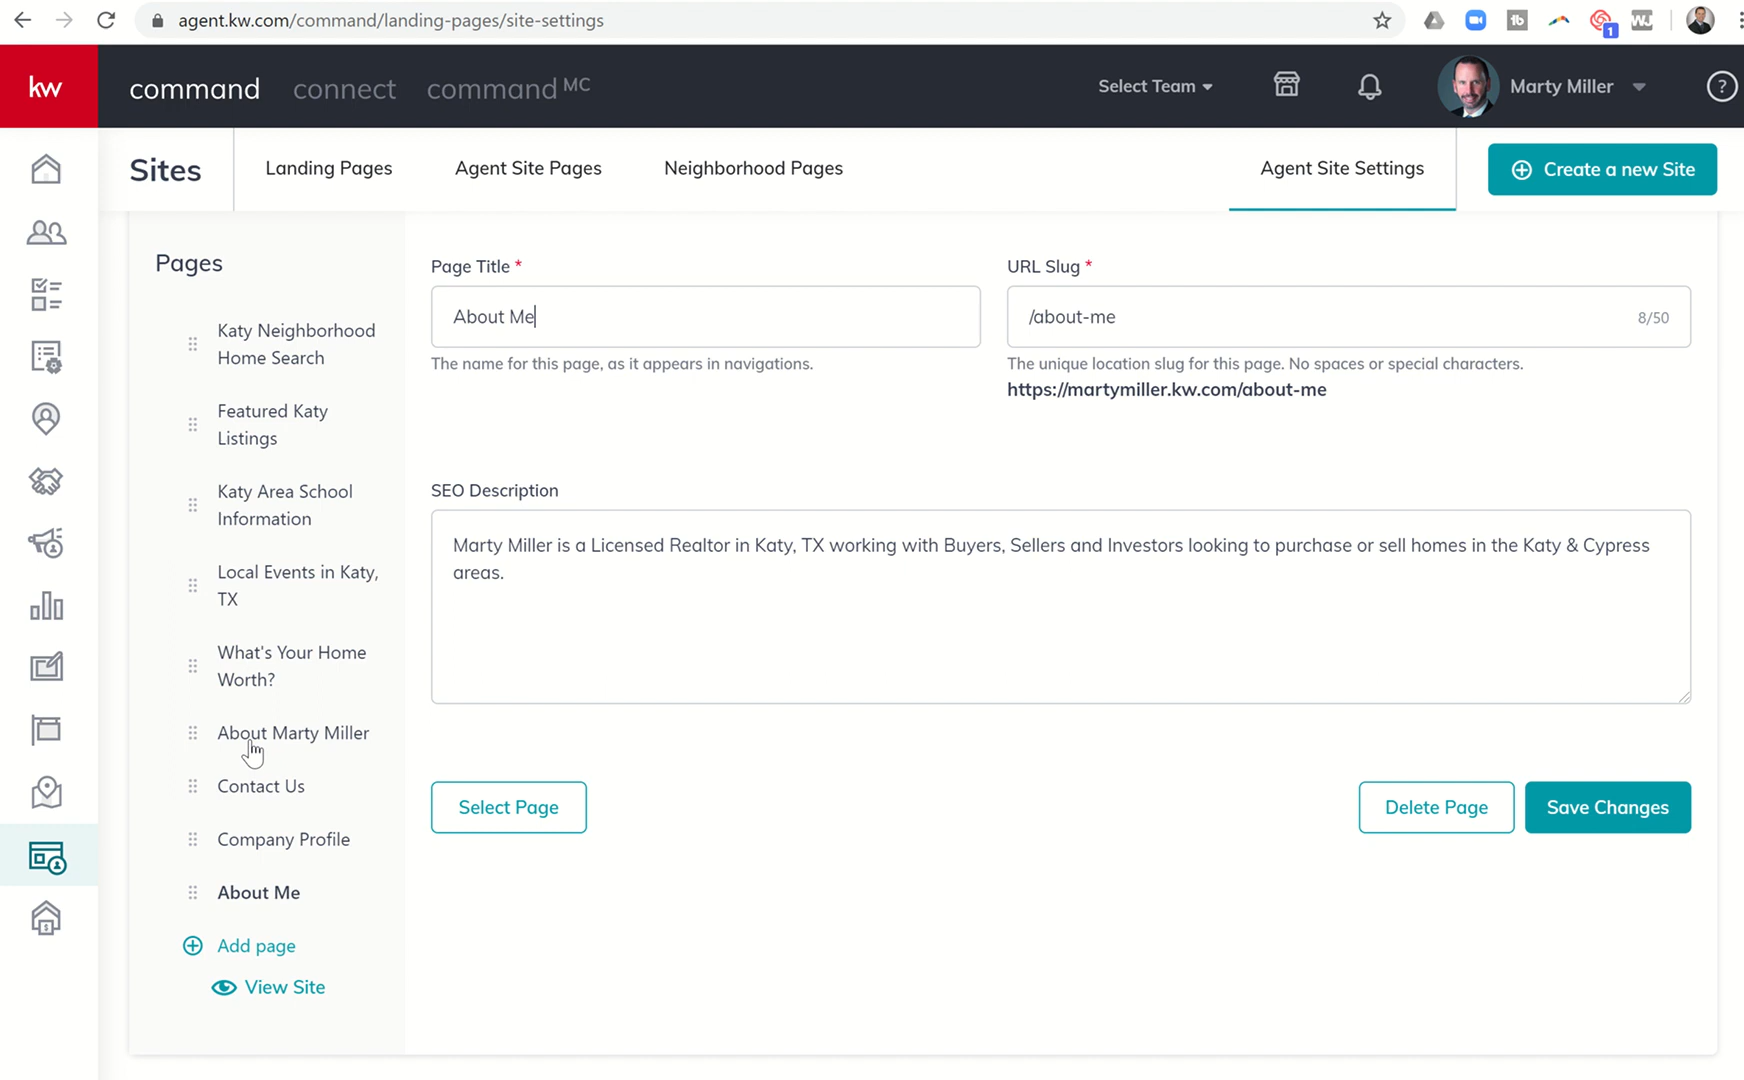 agent.kw.com/command/landing-pages/site-settings
1
kw
command
connect
command MC
Select Team
Marty Miller
?
Sites
Landing Pages
Agent Site Pages
Neighborhood Pages
Agent Site Settings
Create a new Site
Pages
Katy Neighborhood
Home Search
Featured Katy
Listings
Katy Area School
Information
Local Events in Katy,
TX
What's Your Home
Worth?
About Marty Miller
Contact Us
Company Profile
About Me
Add page
View Site
Page Title *
About Me
The name for this page, as it appears in navigations.
URL Slug *
/about-me
8/50
The unique location slug for this page. No spaces or special characters.
https://martymiller.kw.com/about-me
SEO Description
Marty Miller is a Licensed Realtor in Katy, TX working with Buyers, Sellers and Investors looking to purchase or sell homes in the Katy & Cypress
areas.
Select Page
Delete Page
Save Changes